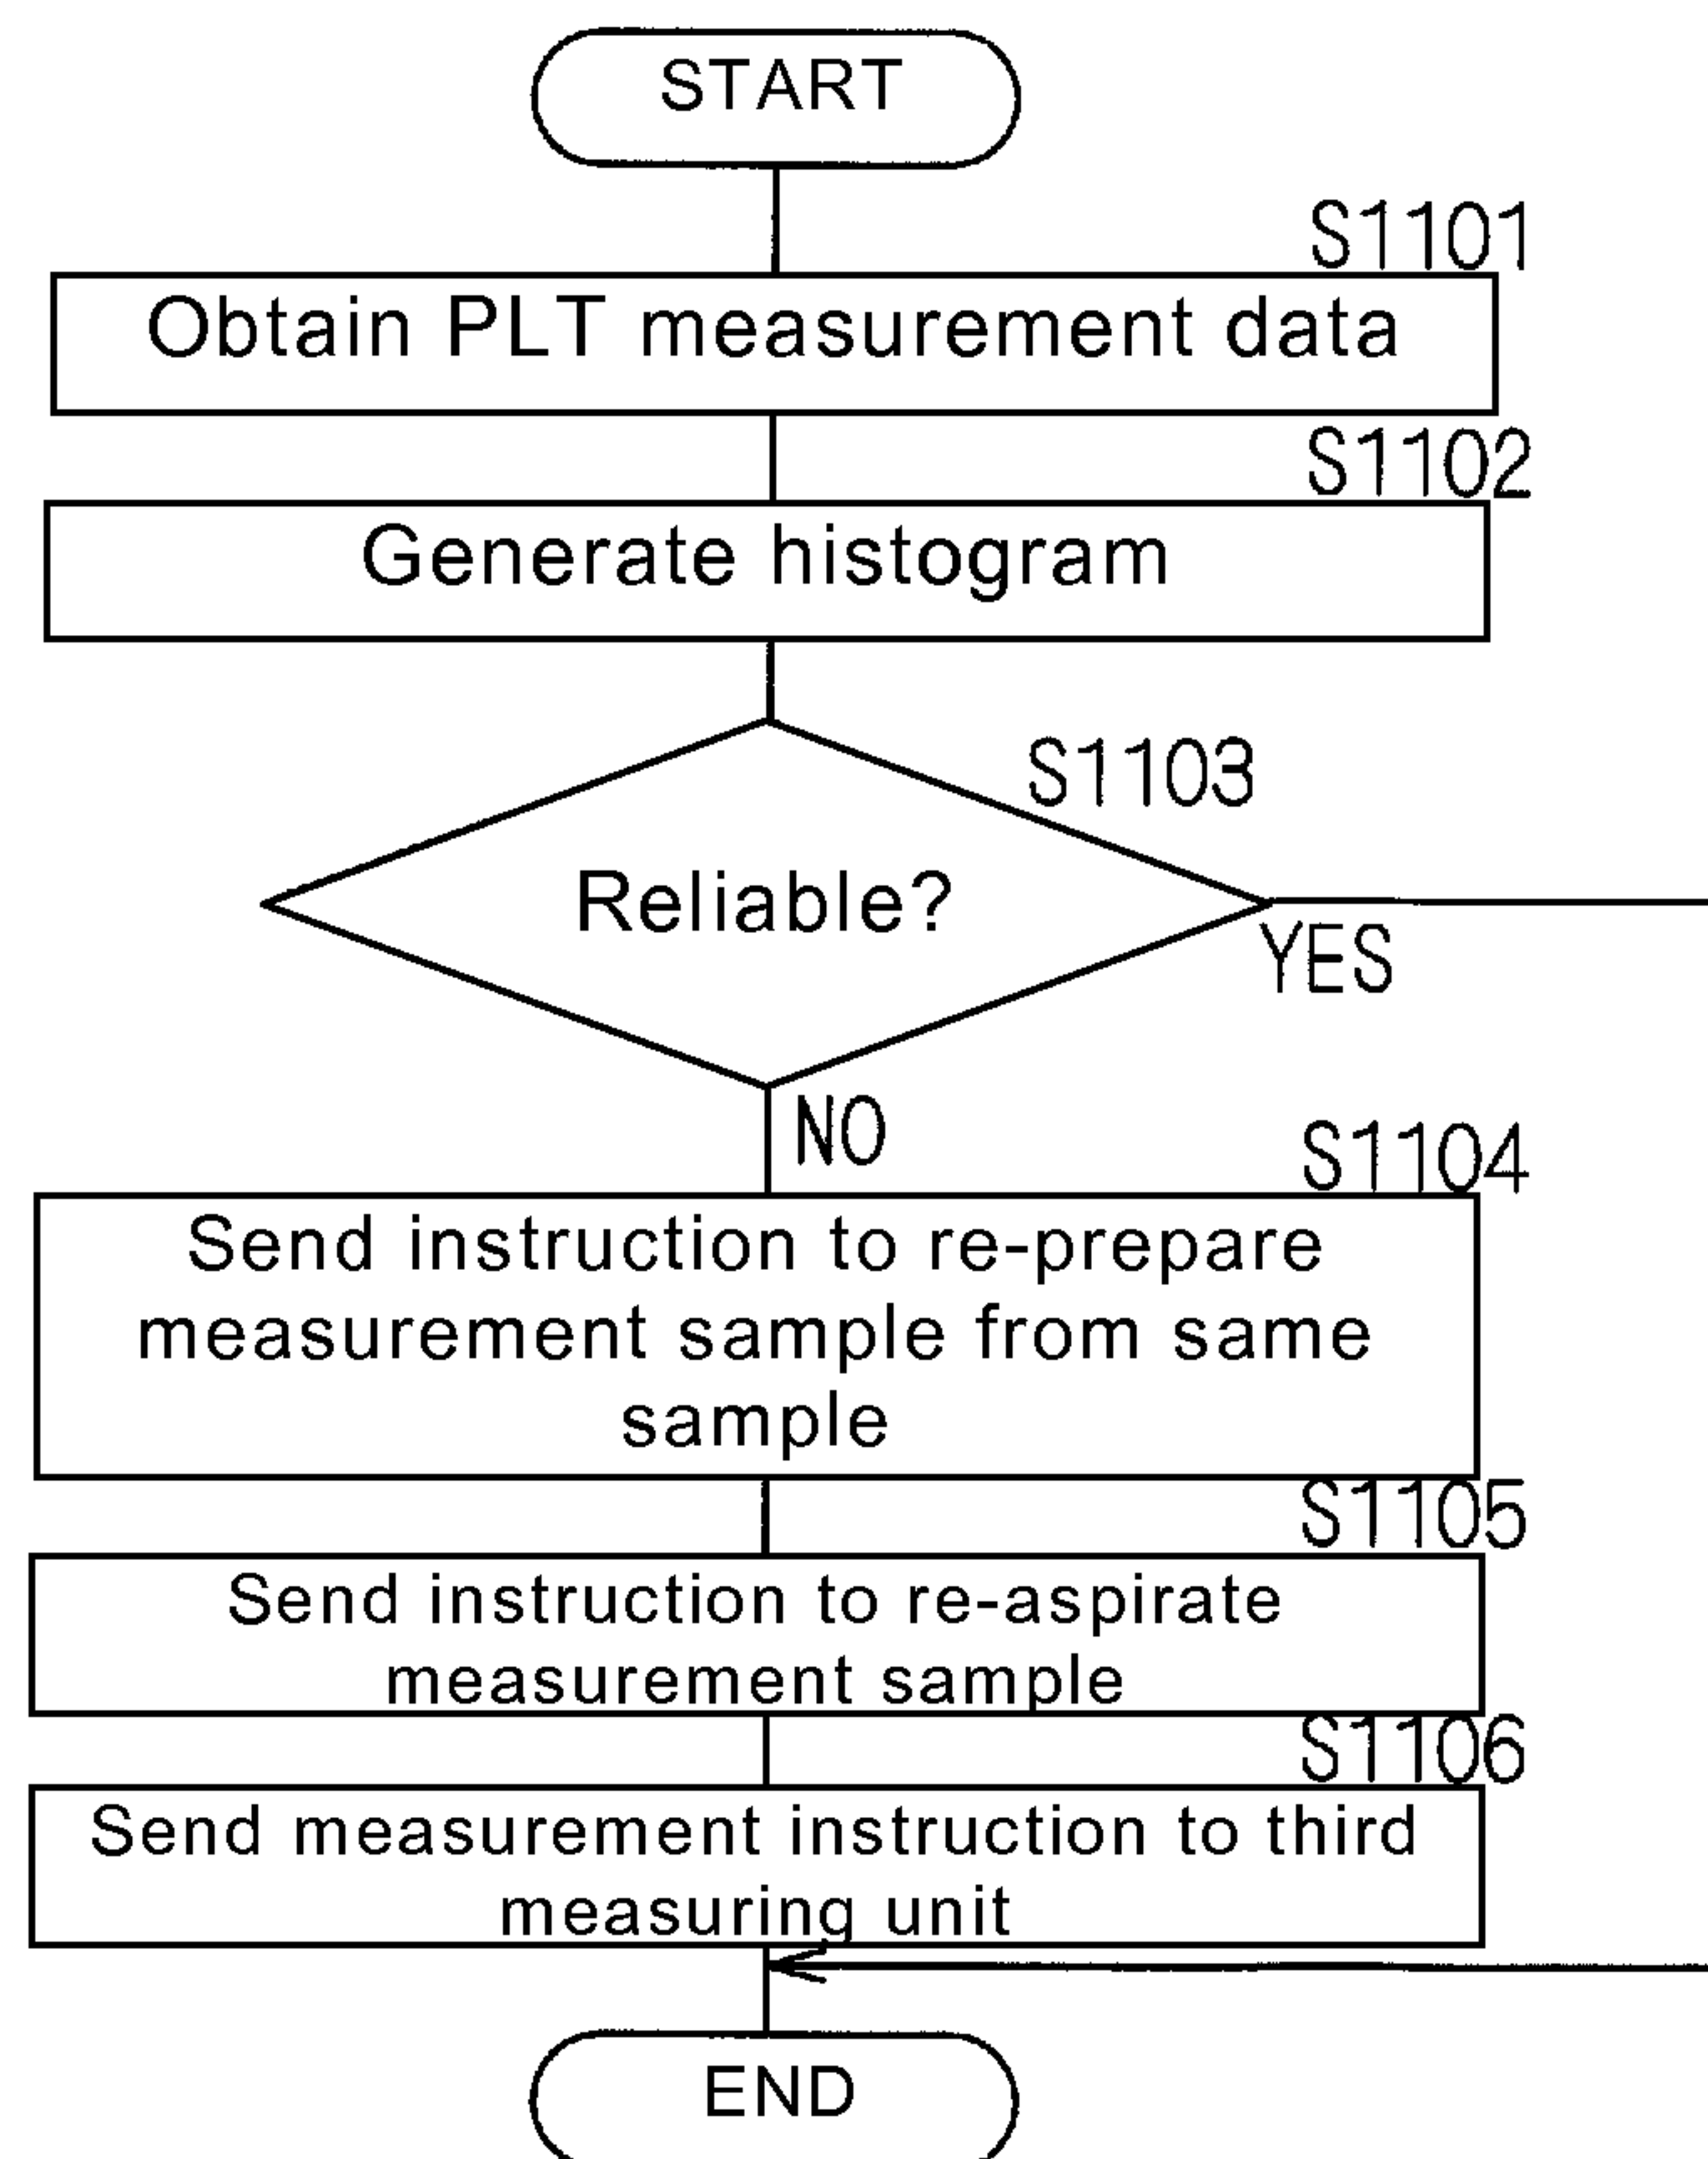 START
S1101
Obtain PLT measurement data
S1102
Generate histogram
S1103
Reliable?
YES
NO
S1104
Send instruction to re-prepare
measurement sample from same
sample
S1105
Send instruction to re-aspirate
measurement sample
S1106
Send measurement instruction to third
measuring unit
END